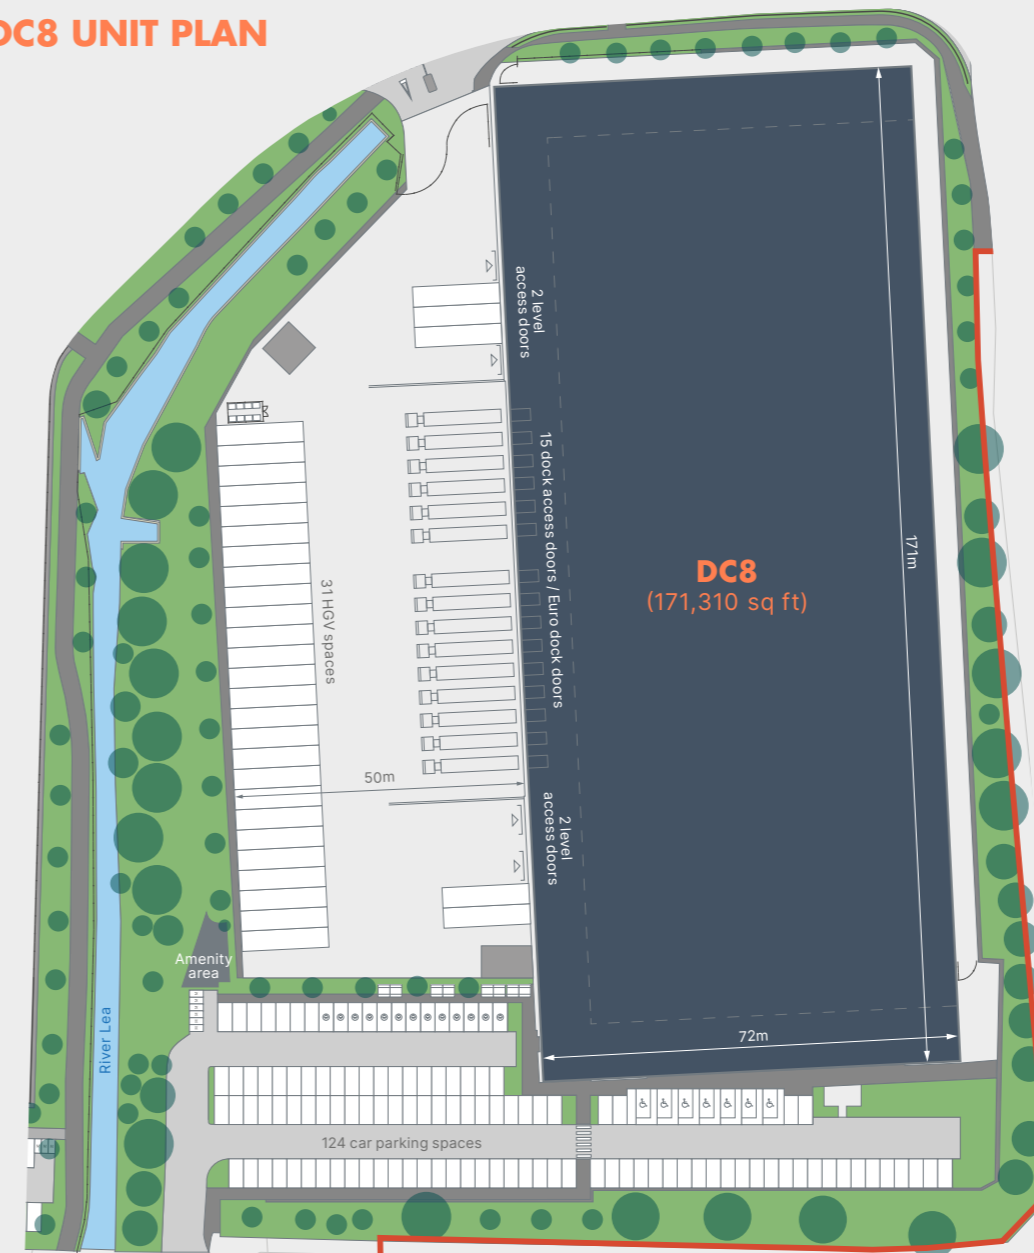 DC8 UNIT PLAN
2 level
access doors
15 dock access doors / Euro dock doors
31 HGV spaces
DC8
(171,310 sq ft)
171m
50m
2 level
access doors
Amenity
area
River Lea
72m
124 car parking spaces